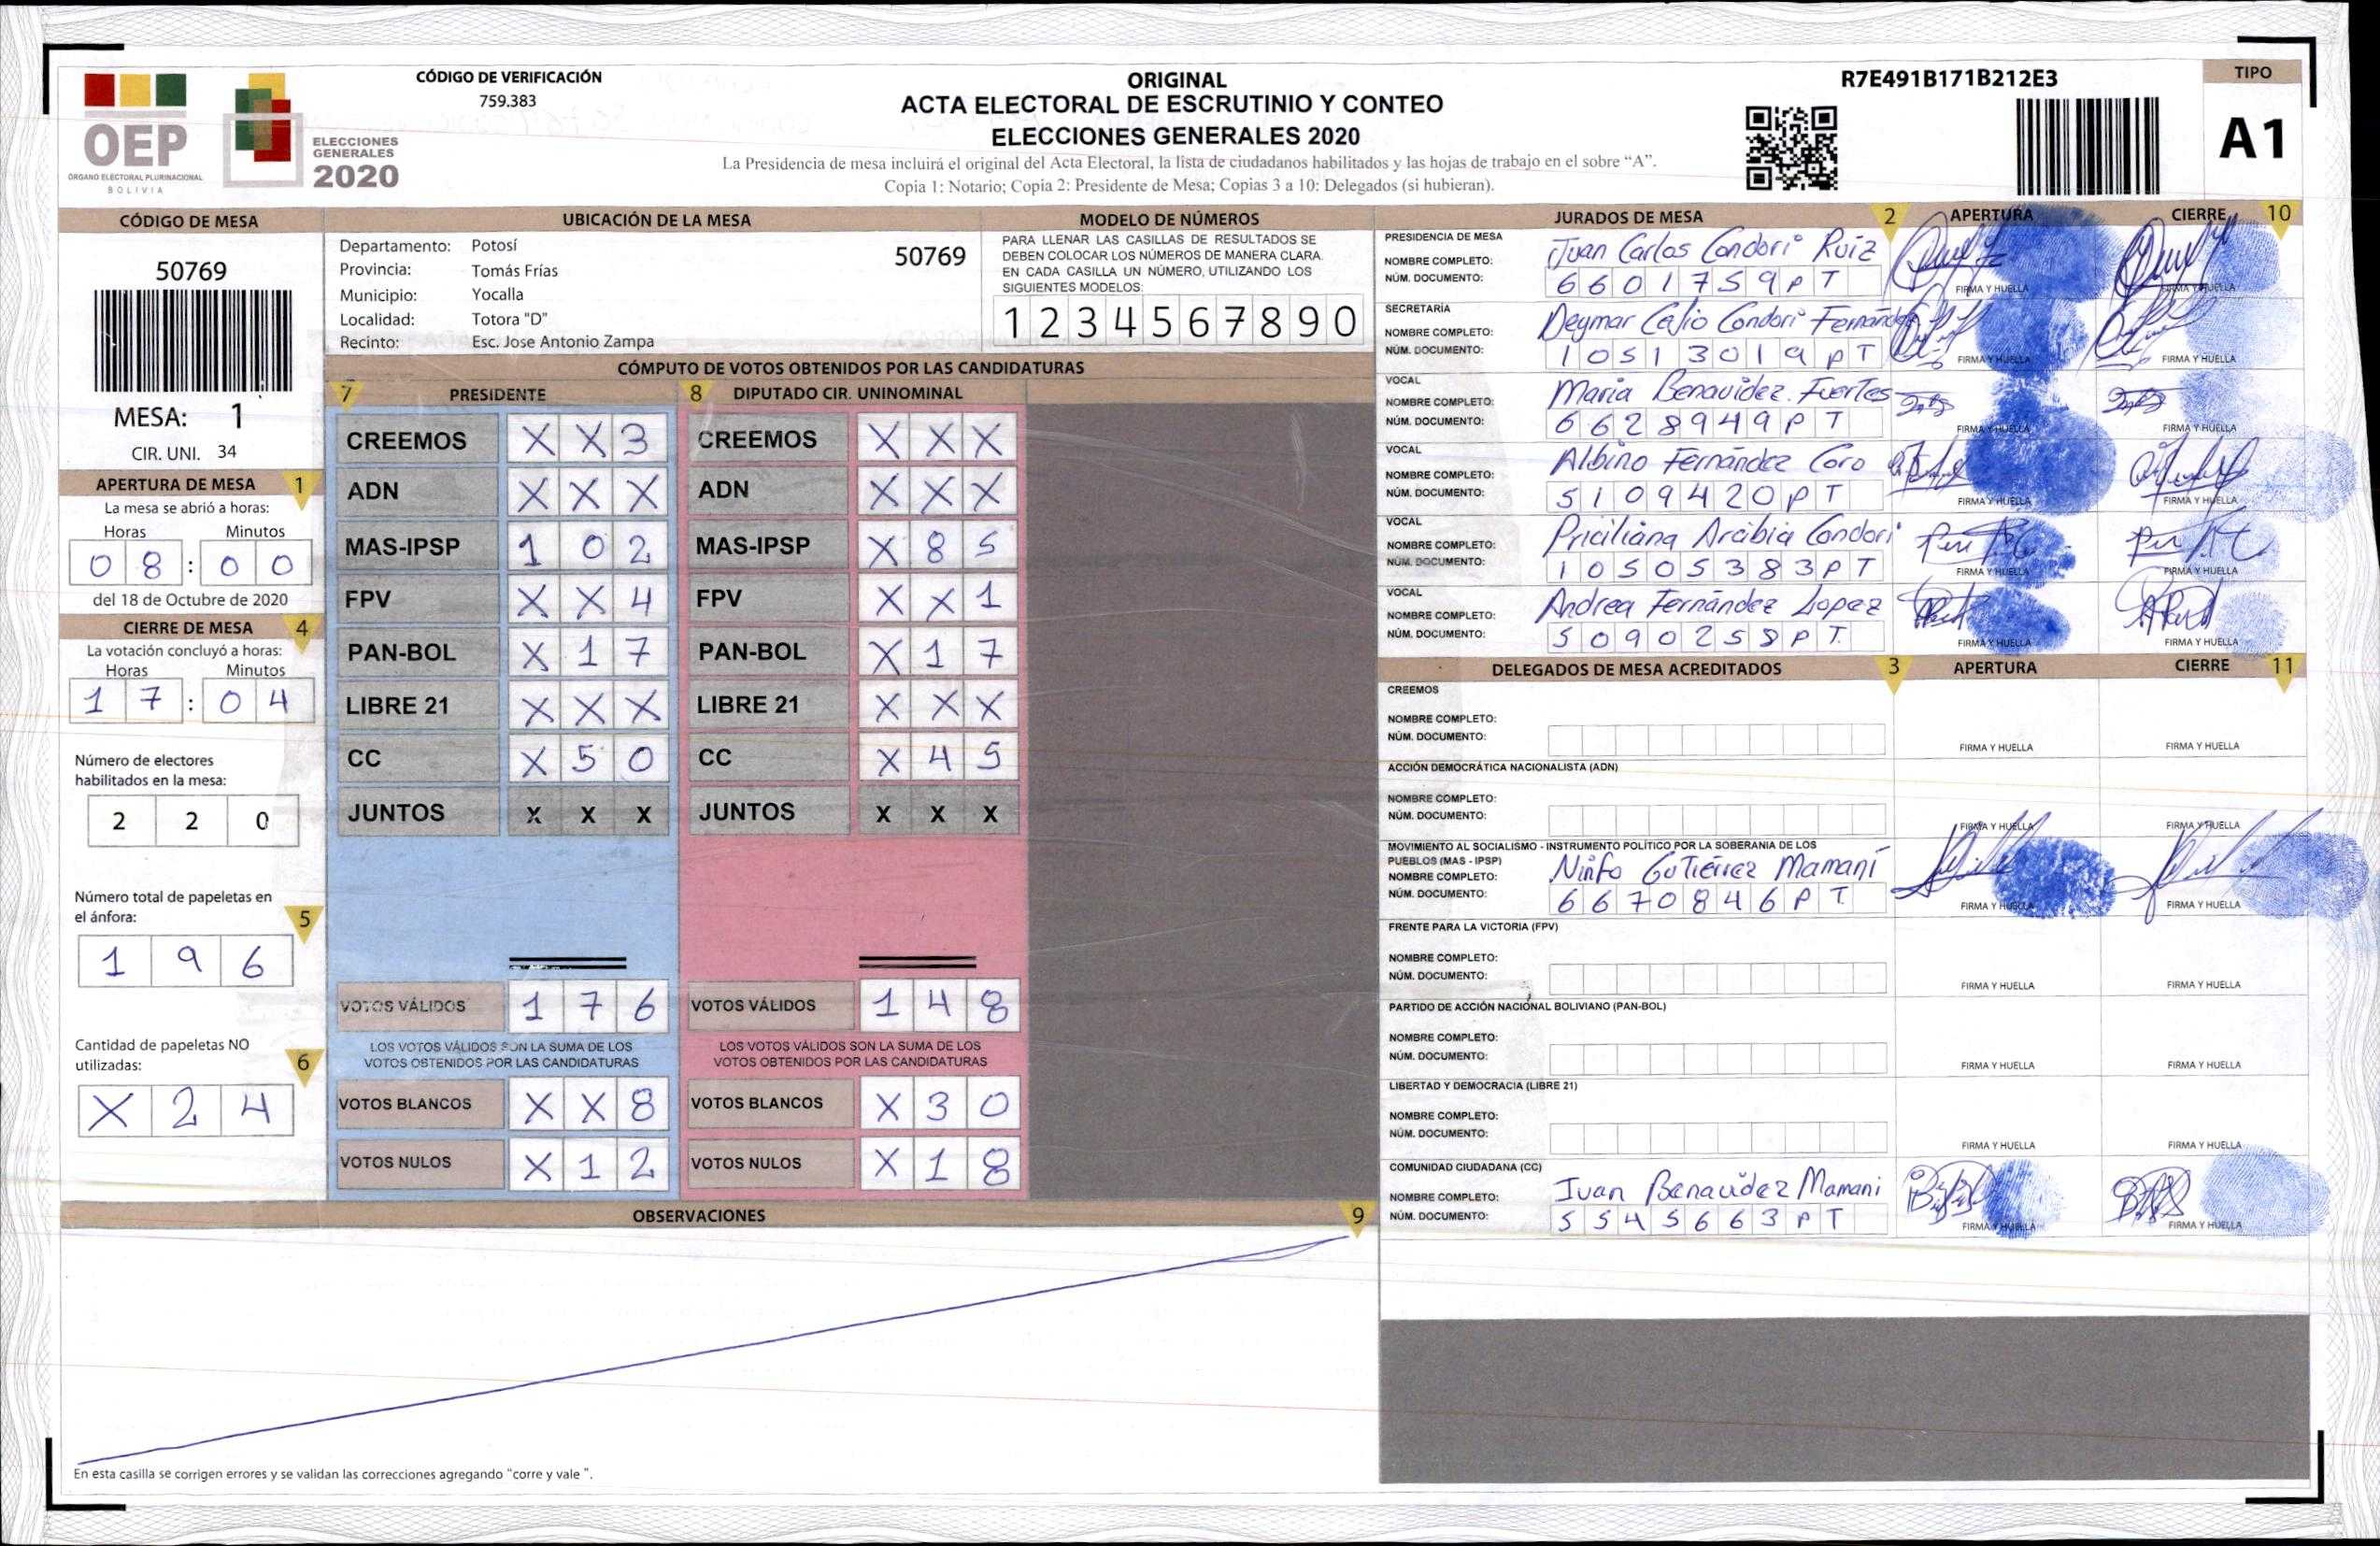 OEP
ÓRGANO ELECTORAL PLURINACIONAL
BOLIVIA
ELECCIONES
GENERALES
2020
CÓDIGO DE VERIFICACIÓN
759.383
ORIGINAL
ACTA ELECTORAL DE ESCRUTINIO Y CONTEO
ELECCIONES GENERALES 2020
La Presidencia de mesa incluirá el original del Acta Electoral, la lista de ciudadanos habilitados y las hojas de trabajo en el sobre “A”.
Copia 1: Notario; Copia 2: Presidente de Mesa; Copias 3 a 10: Delegados (si hubieran).
R7E491B171B212E3
TIPO
A1
CÓDIGO DE MESA
50769
MESA: 1
CIR. UNI. 34
APERTURA DE MESA 1
La mesa se abrió a horas:
Horas Minutos
0 8 : 0 0
del 18 de Octubre de 2020
CIERRE DE MESA 4
La votación concluyó a horas:
Horas Minutos
1 7 : 0 4
Número de electores
habilitados en la mesa:
2 2 0
Número total de papeletas en
el ánfora: 5
1 9 6
Cantidad de papeletas NO
utilizadas: 6
X 2 4
UBICACIÓN DE LA MESA
Departamento: Potosí 50769
Provincia: Tomás Frías
Municipio: Yocalla
Localidad: Totora "D"
Recinto: Esc. Jose Antonio Zampa
MODELO DE NÚMEROS
PARA LLENAR LAS CASILLAS DE RESULTADOS SE
DEBEN COLOCAR LOS NÚMEROS DE MANERA CLARA.
EN CADA CASILLA UN NÚMERO, UTILIZANDO LOS
SIGUIENTES MODELOS:
1 2 3 4 5 6 7 8 9 0
CÓMPUTO DE VOTOS OBTENIDOS POR LAS CANDIDATURAS
7 PRESIDENTE
CREEMOS X X 3
ADN X X X
MAS-IPSP 1 0 2
FPV X X 4
PAN-BOL X 1 7
LIBRE 21 X X X
CC X 5 0
JUNTOS X X X
VOTOS VÁLIDOS 1 7 6
LOS VOTOS VÁLIDOS SON LA SUMA DE LOS
VOTOS OBTENIDOS POR LAS CANDIDATURAS
VOTOS BLANCOS X X 8
VOTOS NULOS X 1 2
8 DIPUTADO CIR. UNINOMINAL
CREEMOS X X X
ADN X X X
MAS-IPSP X 8 5
FPV X X 1
PAN-BOL X 1 7
LIBRE 21 X X X
CC X 4 5
JUNTOS X X X
VOTOS VÁLIDOS 1 4 8
LOS VOTOS VÁLIDOS SON LA SUMA DE LOS
VOTOS OBTENIDOS POR LAS CANDIDATURAS
VOTOS BLANCOS X 3 0
VOTOS NULOS X 1 8
OBSERVACIONES 9
En esta casilla se corrigen errores y se validan las correcciones agregando “corre y vale ”.
JURADOS DE MESA 2 APERTURA CIERRE 10
PRESIDENCIA DE MESA
NOMBRE COMPLETO: Juan Carlos Condori Ruiz
NÚM. DOCUMENTO: 6601759PT FIRMA Y HUELLA FIRMA Y HUELLA
SECRETARÍA
NOMBRE COMPLETO: Deymar Celio Condori Fernández
NÚM. DOCUMENTO: 10513019PT FIRMA Y HUELLA FIRMA Y HUELLA
VOCAL
NOMBRE COMPLETO: Maria Benavidez Fuertes
NÚM. DOCUMENTO: 6628949PT FIRMA Y HUELLA FIRMA Y HUELLA
VOCAL
NOMBRE COMPLETO: Albino Fernández Coro
NÚM. DOCUMENTO: 5109420PT FIRMA Y HUELLA FIRMA Y HUELLA
VOCAL
NOMBRE COMPLETO: Priciliana Arcibia Condori
NÚM. DOCUMENTO: 10505383PT FIRMA Y HUELLA FIRMA Y HUELLA
VOCAL
NOMBRE COMPLETO: Andrea Fernández Lopez
NÚM. DOCUMENTO: 5090258PT FIRMA Y HUELLA FIRMA Y HUELLA
DELEGADOS DE MESA ACREDITADOS 3 APERTURA CIERRE 11
CREEMOS
NOMBRE COMPLETO:
NÚM. DOCUMENTO: FIRMA Y HUELLA FIRMA Y HUELLA
ACCIÓN DEMOCRÁTICA NACIONALISTA (ADN)
NOMBRE COMPLETO:
NÚM. DOCUMENTO: FIRMA Y HUELLA FIRMA Y HUELLA
MOVIMIENTO AL SOCIALISMO - INSTRUMENTO POLÍTICO POR LA SOBERANIA DE LOS
PUEBLOS (MAS - IPSP)
NOMBRE COMPLETO: Ninfo Gutiérrez Mamaní
NÚM. DOCUMENTO: 6670846PT FIRMA Y HUELLA FIRMA Y HUELLA
FRENTE PARA LA VICTORIA (FPV)
NOMBRE COMPLETO:
NÚM. DOCUMENTO: FIRMA Y HUELLA FIRMA Y HUELLA
PARTIDO DE ACCIÓN NACIONAL BOLIVIANO (PAN-BOL)
NOMBRE COMPLETO:
NÚM. DOCUMENTO: FIRMA Y HUELLA FIRMA Y HUELLA
LIBERTAD Y DEMOCRACIA (LIBRE 21)
NOMBRE COMPLETO:
NÚM. DOCUMENTO: FIRMA Y HUELLA FIRMA Y HUELLA
COMUNIDAD CIUDADANA (CC)
NOMBRE COMPLETO: Ivan Benavidez Mamani
NÚM. DOCUMENTO: 5545663PT FIRMA Y HUELLA FIRMA Y HUELLA